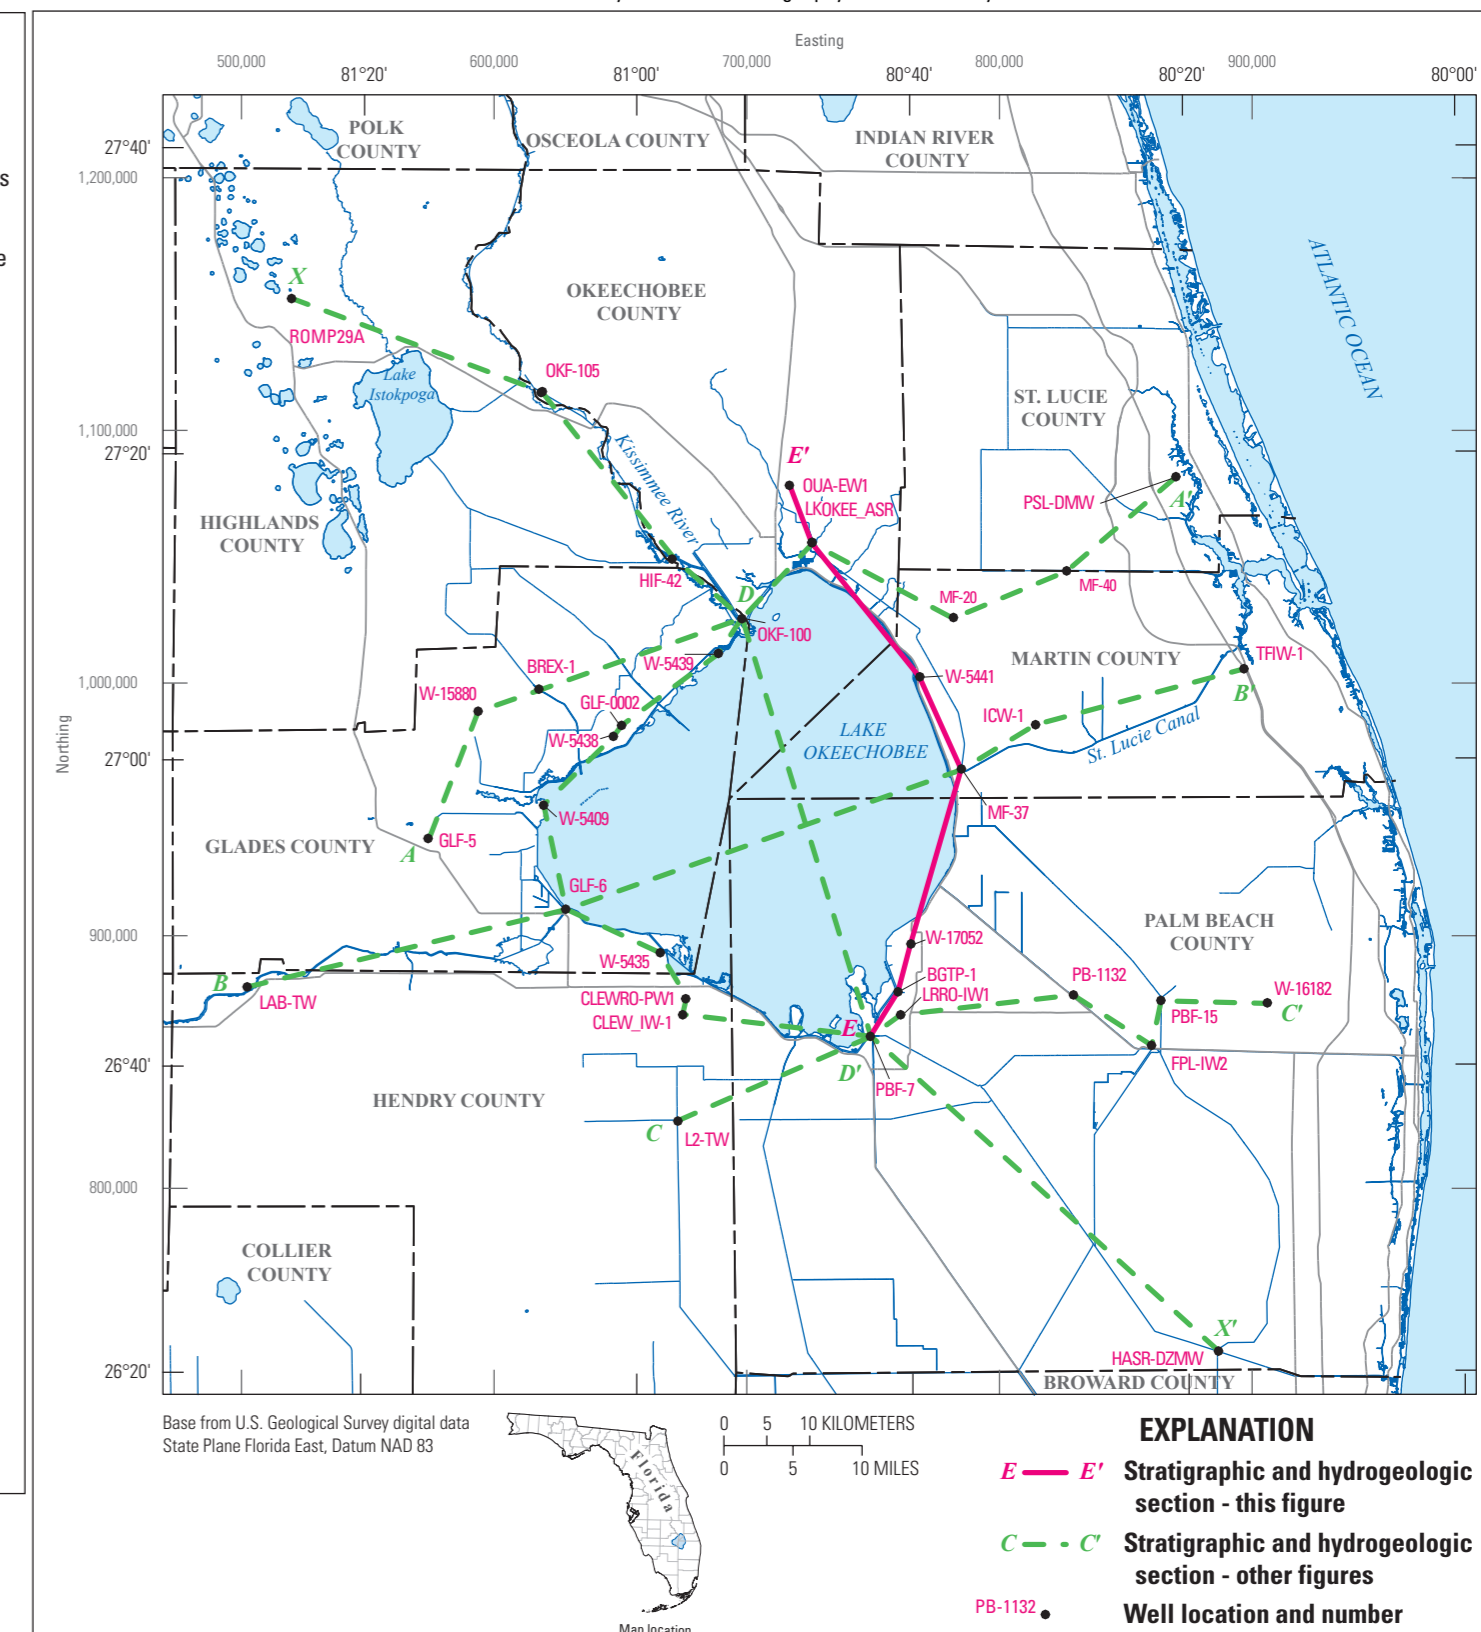 Easting
500,000
600,000
700,000
800,000
900,000
81°20'
81°00'
80°40'
80°20'
80°00'
27°40'
1,200,000
1,100,000
27°20'
1,000,000
Northing
27°00'
900,000
26°40'
800,000
26°20'
s
e
POLK
COUNTY
OSCEOLA COUNTY
INDIAN RIVER
COUNTY
X
ROMP29A
OKEECHOBEE
COUNTY
ATLANTIC OCEAN
Lake
Istokpoga
OKF-105
ST. LUCIE
COUNTY
Kissimmee River
E'
OUA-EW1
LKOKEE_ASR
PSL-DMW
A'
HIGHLANDS
COUNTY
HIF-42
D
OKF-100
MF-20
MF-40
W-5439
BREX-1
W-15880
GLF-0002
W-5438
W-5441
MARTIN COUNTY
TFIW-1
B'
ICW-1
St. Lucie Canal
LAKE
OKEECHOBEE
W-5409
MF-37
GLADES COUNTY
A
GLF-5
GLF-6
PALM BEACH
COUNTY
W-17052
W-5435
B
LAB-TW
CLEWRO-PW1
CLEW_IW-1
BGTP-1
LRRO-IW1
PB-1132
W-16182
PBF-15
C'
E
D'
PBF-7
FPL-IW2
HENDRY COUNTY
C
L2-TW
COLLIER
COUNTY
X'
HASR-DZMW
BROWARD COUNTY
Base from U.S. Geological Survey digital data
State Plane Florida East, Datum NAD 83
Florida
Map location
0 5 10 KILOMETERS
0 5 10 MILES
EXPLANATION
E E' Stratigraphic and hydrogeologic
section - this figure
C C' Stratigraphic and hydrogeologic
section - other figures
PB-1132 Well location and number